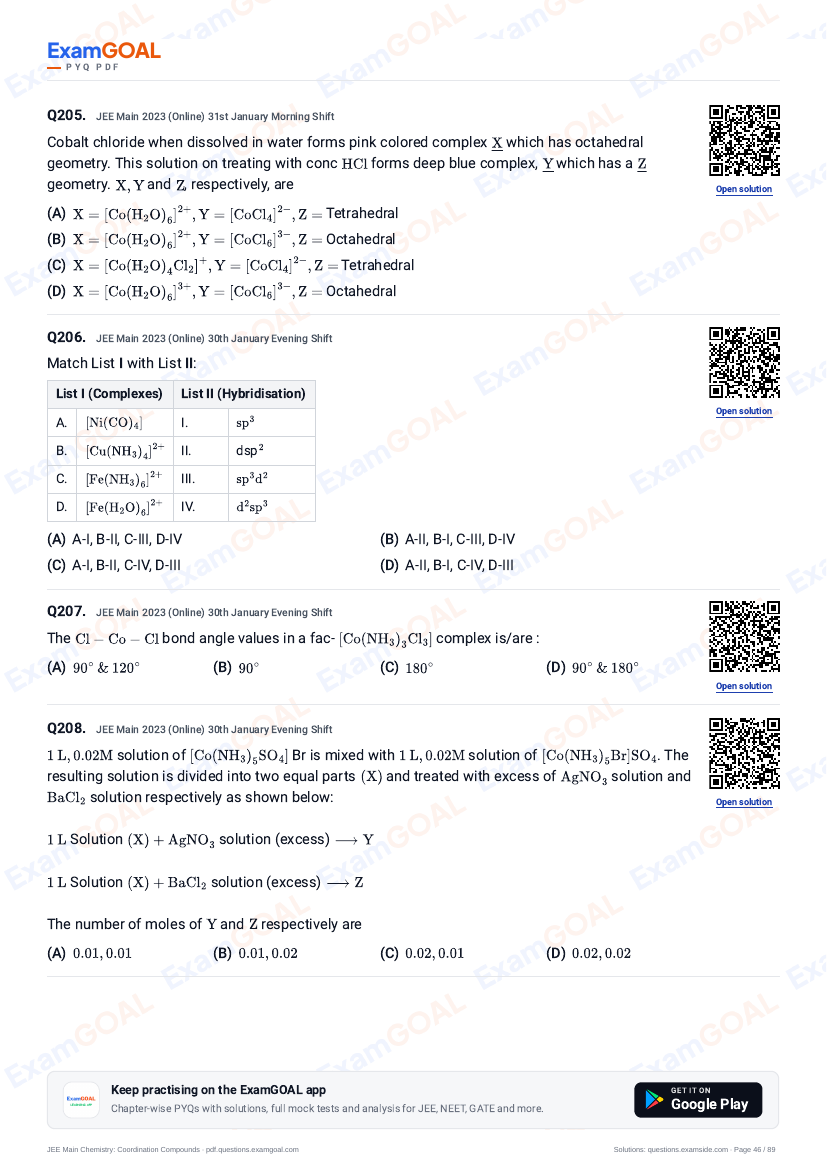 ExamGOAL
PYQ PDF
Q205. JEE Main 2023 (Online) 31st January Morning Shift
Cobalt chloride when dissolved in water forms pink colored complex X which has octahedral
geometry. This solution on treating with conc HCl forms deep blue complex, Y which has a Z
geometry. X, Y and Z, respectively, are
(A) X = [Co(H₂O)₆]²⁺, Y = [CoCl₄]²⁻, Z = Tetrahedral
(B) X = [Co(H₂O)₆]²⁺, Y = [CoCl₆]³⁻, Z = Octahedral
(C) X = [Co(H₂O)₄Cl₂]⁺, Y = [CoCl₄]²⁻, Z = Tetrahedral
(D) X = [Co(H₂O)₆]³⁺, Y = [CoCl₆]³⁻, Z = Octahedral
Open solution
Q206. JEE Main 2023 (Online) 30th January Evening Shift
Match List I with List II:
List I (Complexes) List II (Hybridisation)
A. [Ni(CO)₄] I. sp³
B. [Cu(NH₃)₄]²⁺ II. dsp²
C. [Fe(NH₃)₆]²⁺ III. sp³d²
D. [Fe(H₂O)₆]²⁺ IV. d²sp³
(A) A-I, B-II, C-III, D-IV (B) A-II, B-I, C-III, D-IV
(C) A-I, B-II, C-IV, D-III (D) A-II, B-I, C-IV, D-III
Open solution
Q207. JEE Main 2023 (Online) 30th January Evening Shift
The Cl − Co − Cl bond angle values in a fac- [Co(NH₃)₃Cl₃] complex is/are :
(A) 90° & 120° (B) 90° (C) 180° (D) 90° & 180°
Open solution
Q208. JEE Main 2023 (Online) 30th January Evening Shift
1 L, 0.02M solution of [Co(NH₃)₅SO₄] Br is mixed with 1 L, 0.02M solution of [Co(NH₃)₅Br]SO₄. The
resulting solution is divided into two equal parts (X) and treated with excess of AgNO₃ solution and
BaCl₂ solution respectively as shown below:
1 L Solution (X) + AgNO₃ solution (excess) ⟶ Y
1 L Solution (X) + BaCl₂ solution (excess) ⟶ Z
The number of moles of Y and Z respectively are
(A) 0.01, 0.01 (B) 0.01, 0.02 (C) 0.02, 0.01 (D) 0.02, 0.02
Open solution
Keep practising on the ExamGOAL app
Chapter-wise PYQs with solutions, full mock tests and analysis for JEE, NEET, GATE and more.
GET IT ON
Google Play
JEE Main Chemistry: Coordination Compounds · pdf.questions.examgoal.com
Solutions: questions.examside.com · Page 46 / 89